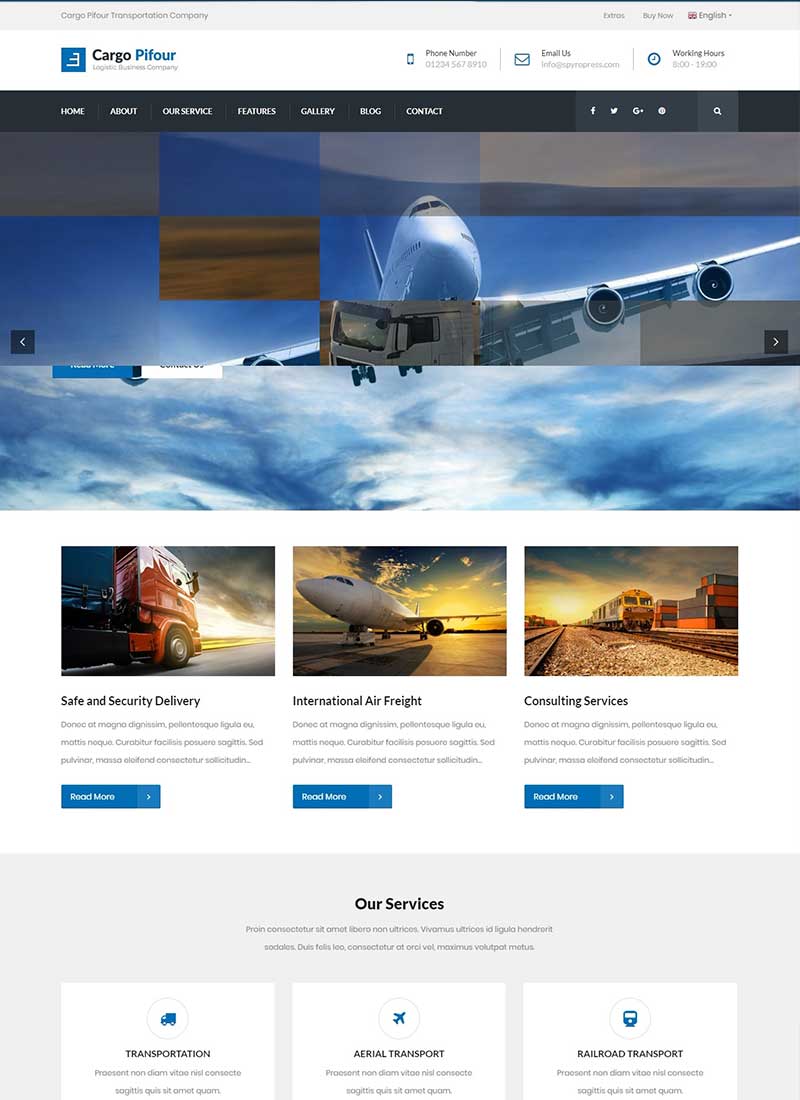 Cargo Pifour Transportation Company
Extras Buy Now English
Cargo Pifour
Logistic Business Company
Phone Number
01234 567 8910
Email Us
info@spyropress.com
Working Hours
8:00 - 19:00
HOME ABOUT OUR SERVICE FEATURES GALLERY BLOG CONTACT
Read More Contact Us
Safe and Security Delivery
Donec at magna dignissim, pellentesque ligula eu,
mattis neque. Curabitur facilisis posuere sagittis. Sed
pulvinar, massa eleifend consectetur sollicitudin...
Read More
International Air Freight
Donec at magna dignissim, pellentesque ligula eu,
mattis neque. Curabitur facilisis posuere sagittis. Sed
pulvinar, massa eleifend consectetur sollicitudin...
Read More
Consulting Services
Donec at magna dignissim, pellentesque ligula eu,
mattis neque. Curabitur facilisis posuere sagittis. Sed
pulvinar, massa eleifend consectetur sollicitudin...
Read More
Our Services
Proin consectetur sit amet libero non ultrices. Vivamus ultrices id ligula hendrerit
sodales. Duis felis leo, consectetur at orci vel, maximus volutpat metus.
TRANSPORTATION
Praesent non diam vitae nisl consecte
sagittis quis sit amet quam.
AERIAL TRANSPORT
Praesent non diam vitae nisl consecte
sagittis quis sit amet quam.
RAILROAD TRANSPORT
Praesent non diam vitae nisl consecte
sagittis quis sit amet quam.